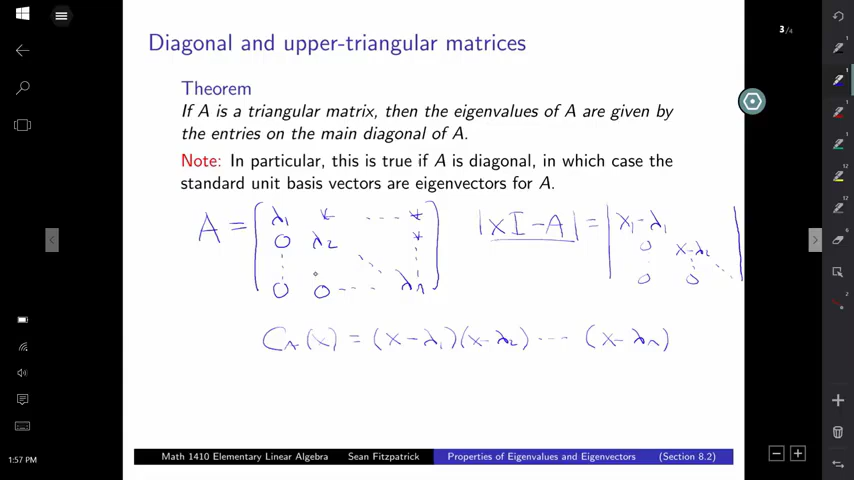 3/4
Diagonal and upper-triangular matrices
Theorem
If A is a triangular matrix, then the eigenvalues of A are given by
the entries on the main diagonal of A.
Note: In particular, this is true if A is diagonal, in which case the
standard unit basis vectors are eigenvectors for A.
A = [ λ₁ * ---- * |xI - A| = | x₁-λ₁
0 λ₂ * 0 x-λ₂
0 0 ---- λₙ ] 0 0 |
C_A(x) = (x-λ₁)(x-λ₂) ---- (x-λₙ)
Math 1410 Elementary Linear Algebra Sean Fitzpatrick Properties of Eigenvalues and Eigenvectors (Section 8.2)
1:57 PM